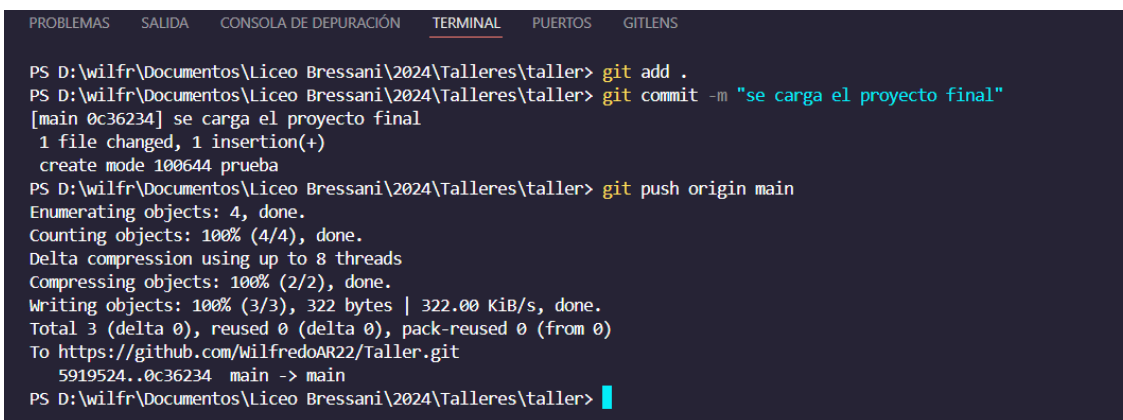 PROBLEMAS SALIDA CONSOLA DE DEPURACIÓN TERMINAL PUERTOS GITLENS
PS D:\wilfr\Documentos\Liceo Bressani\2024\Talleres\taller> git add .
PS D:\wilfr\Documentos\Liceo Bressani\2024\Talleres\taller> git commit -m "se carga el proyecto final"
[main 0c36234] se carga el proyecto final
 1 file changed, 1 insertion(+)
 create mode 100644 prueba
PS D:\wilfr\Documentos\Liceo Bressani\2024\Talleres\taller> git push origin main
Enumerating objects: 4, done.
Counting objects: 100% (4/4), done.
Delta compression using up to 8 threads
Compressing objects: 100% (2/2), done.
Writing objects: 100% (3/3), 322 bytes | 322.00 KiB/s, done.
Total 3 (delta 0), reused 0 (delta 0), pack-reused 0 (from 0)
To https://github.com/WilfredoAR22/Taller.git
   5919524..0c36234  main -> main
PS D:\wilfr\Documentos\Liceo Bressani\2024\Talleres\taller>